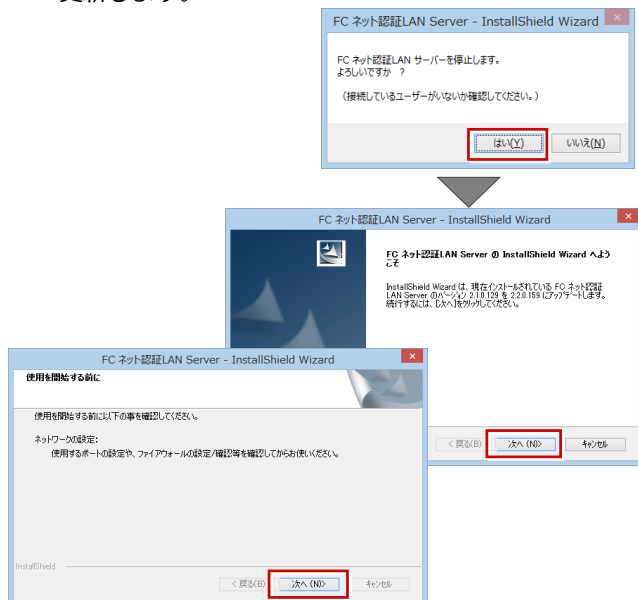 更新します。
FC ネット認証LAN Server - InstallShield Wizard
FC ネット認証LAN サーバーを停止します。
よろしいですか ?
(接続しているユーザーがいないか確認してください。)
はい(Y)
いいえ(N)
FC ネット認証LAN Server - InstallShield Wizard
FC ネット認証LAN Server の InstallShield Wizard へよう
こそ
InstallShield Wizard は、現在インストールされている FC ネット認証
LAN Server のバージョン 2.1.0.129 を 2.2.0.159 にアップデートします。
続行するには、[次へ]をクリックしてください。
< 戻る(B)
次へ (N)>
キャンセル
FC ネット認証LAN Server - InstallShield Wizard
使用を開始する前に
使用を開始する前に以下の事を確認してください。
ネットワークの設定:
使用するポートの設定や、ファイアウォールの設定/確認等を確認してからお使いください。
InstallShield
< 戻る(B)
次へ (N)>
キャンセル